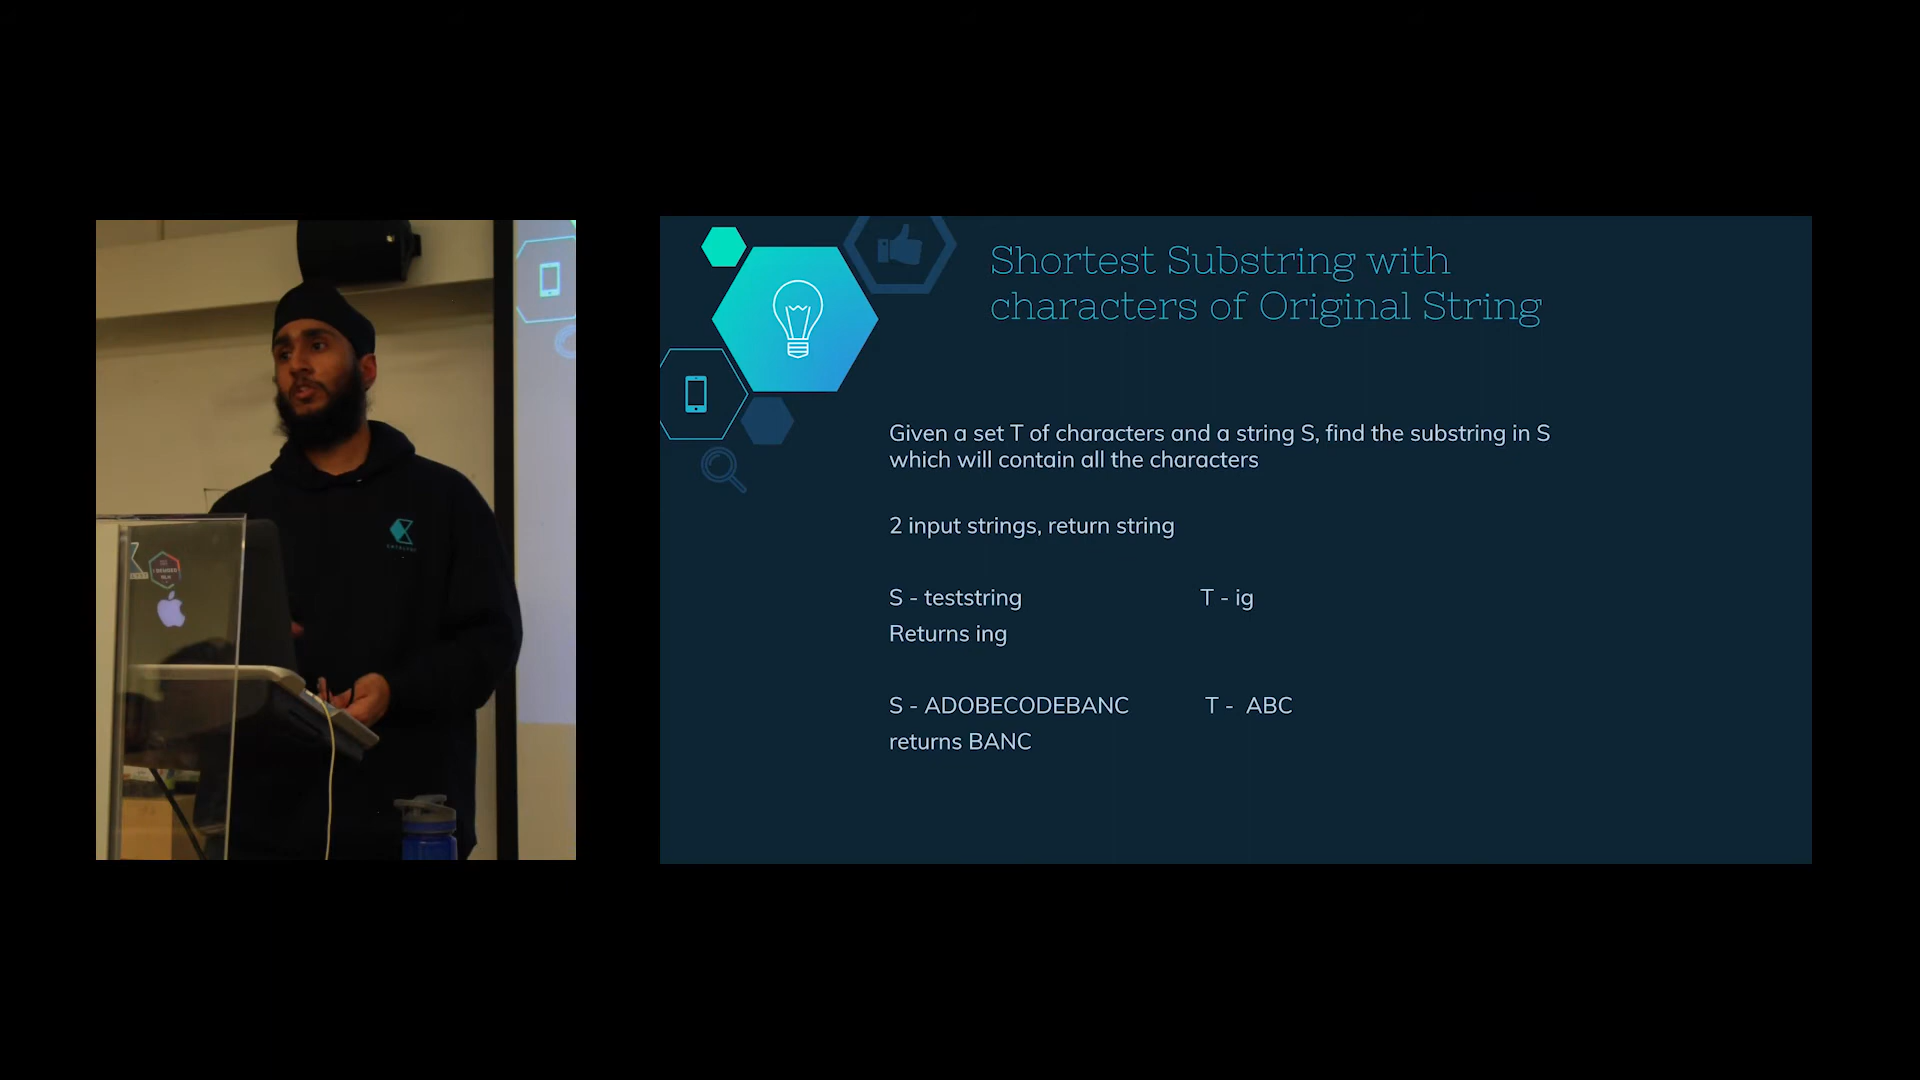 Shortest Substring with
characters of Original String
Given a set T of characters and a string S, find the substring in S
which will contain all the characters
2 input strings, return string
S - teststring T - ig
Returns ing
S - ADOBECODEBANC T - ABC
returns BANC